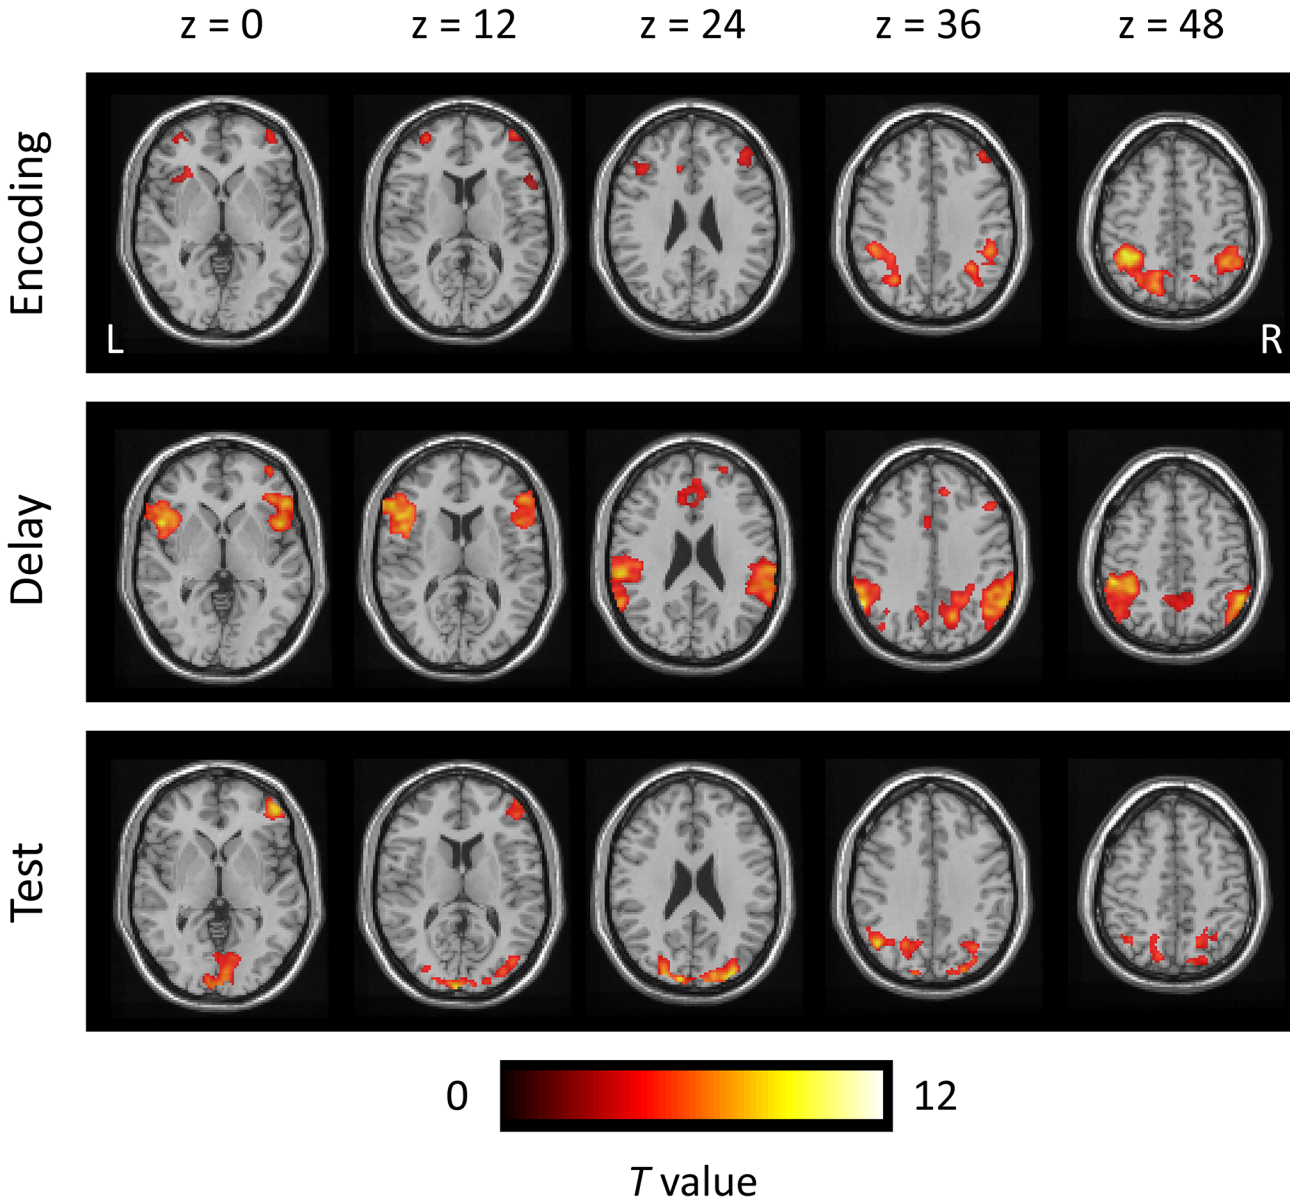 z = 0 z = 12 z = 24 z = 36 z = 48
Encoding
L R
Delay
Test
0 12
T value